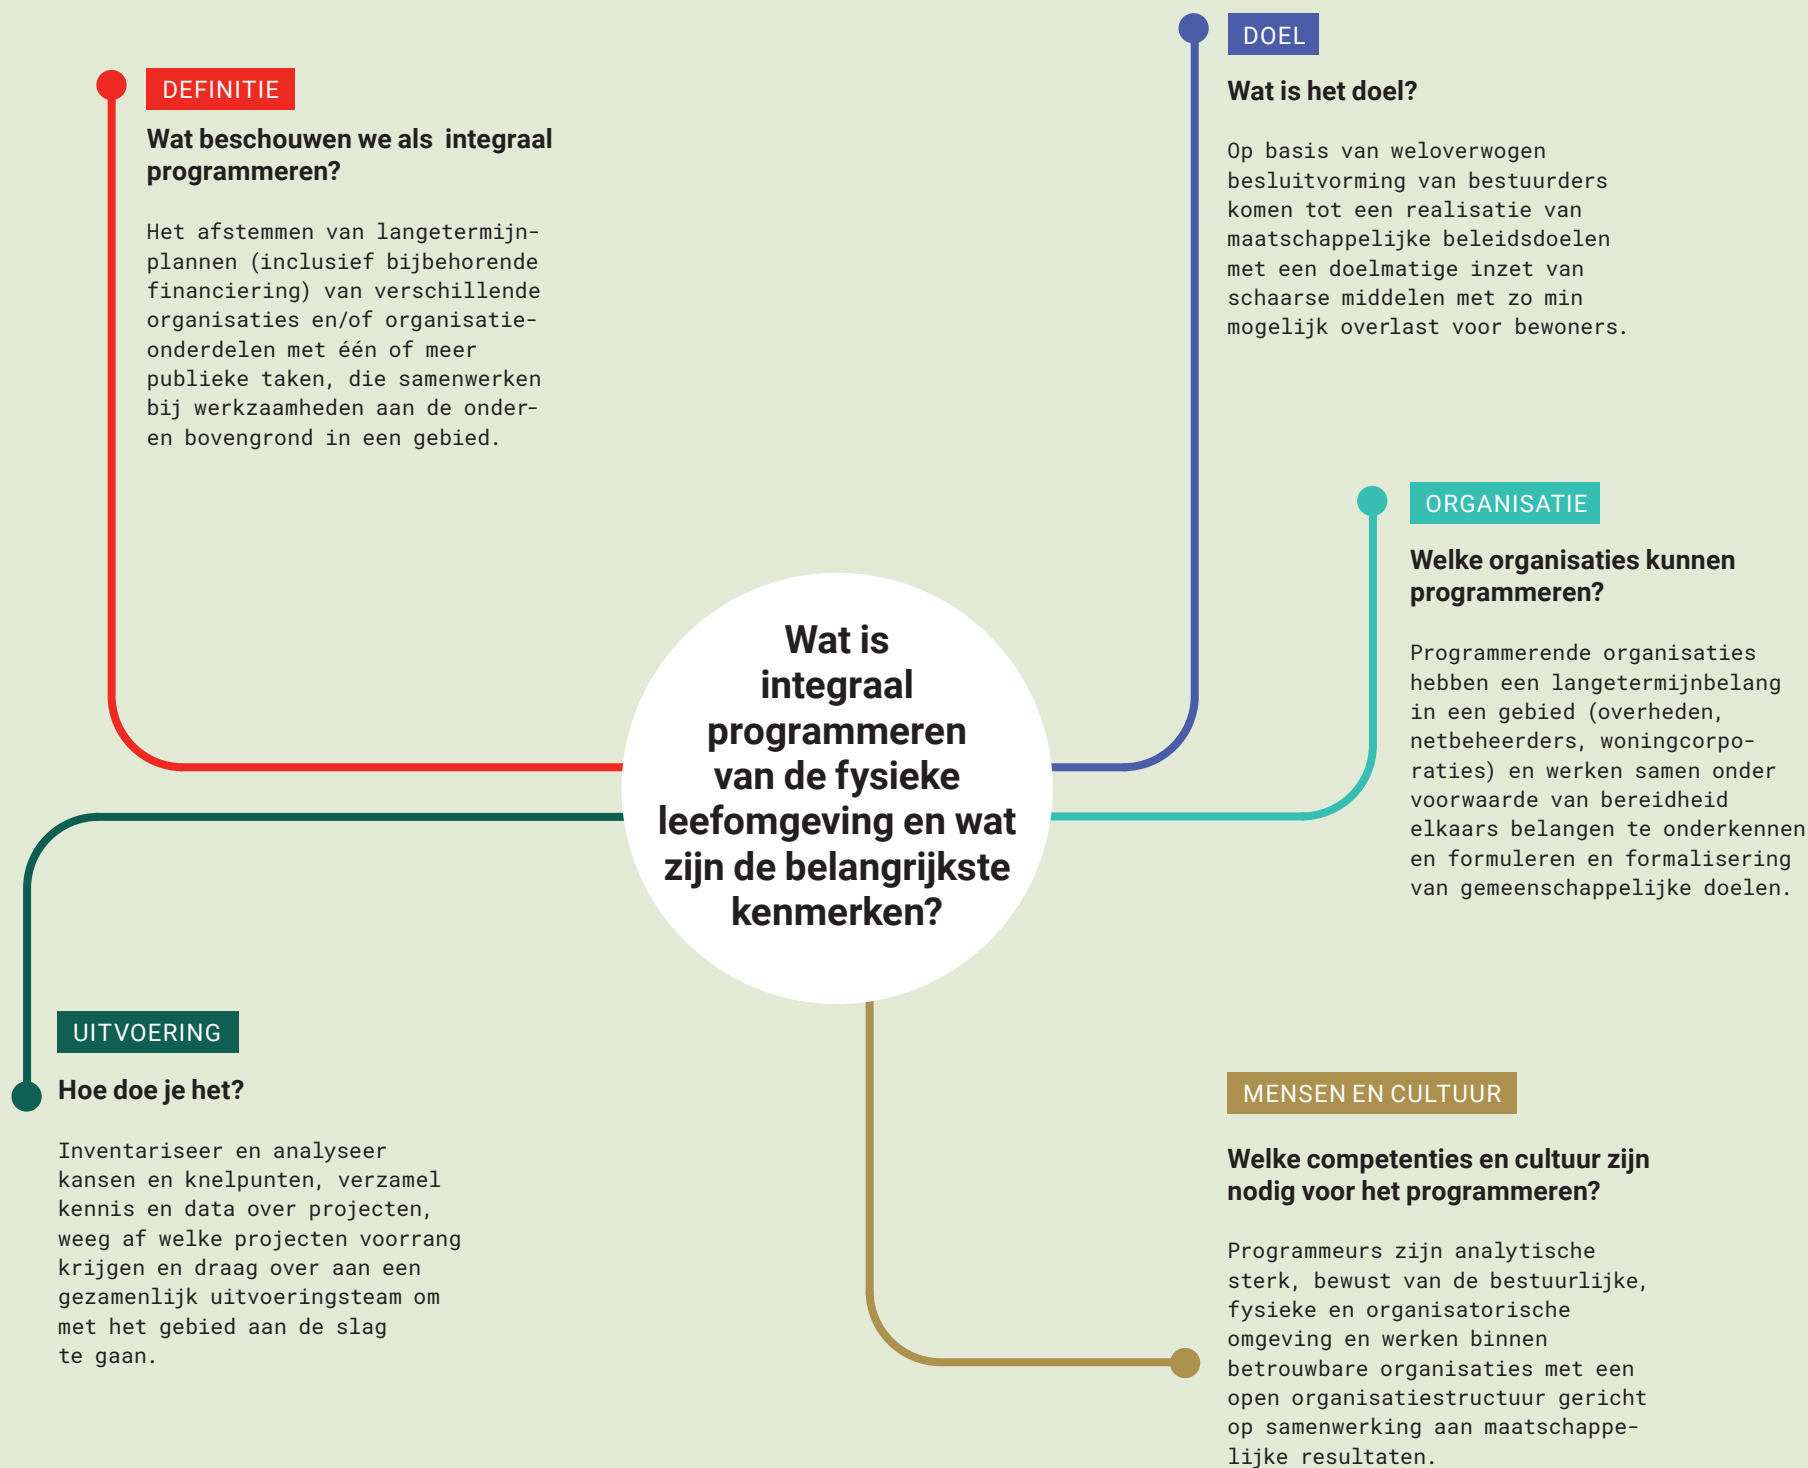 DEFINITIE
Wat beschouwen we als integraal
programmeren?
Het afstemmen van langetermijn-
plannen (inclusief bijbehorende
financiering) van verschillende
organisaties en/of organisatie-
onderdelen met één of meer
publieke taken, die samenwerken
bij werkzaamheden aan de onder-
en bovengrond in een gebied.
DOEL
Wat is het doel?
Op basis van weloverwogen
besluitvorming van bestuurders
komen tot een realisatie van
maatschappelijke beleidsdoelen
met een doelmatige inzet van
schaarse middelen met zo min
mogelijk overlast voor bewoners.
ORGANISATIE
Welke organisaties kunnen
programmeren?
Programmerende organisaties
hebben een langetermijnbelang
in een gebied (overheden,
netbeheerders, woningcorpo-
raties) en werken samen onder
voorwaarde van bereidheid
elkaars belangen te onderkennen
en formuleren en formalisering
van gemeenschappelijke doelen.
Wat is
integraal
programmeren
van de fysieke
leefomgeving en wat
zijn de belangrijkste
kenmerken?
UITVOERING
Hoe doe je het?
Inventariseer en analyseer
kansen en knelpunten, verzamel
kennis en data over projecten,
weeg af welke projecten voorrang
krijgen en draag over aan een
gezamenlijk uitvoeringsteam om
met het gebied aan de slag
te gaan.
MENSEN EN CULTUUR
Welke competenties en cultuur zijn
nodig voor het programmeren?
Programmeurs zijn analytische
sterk, bewust van de bestuurlijke,
fysieke en organisatorische
omgeving en werken binnen
betrouwbare organisaties met een
open organisatiestructuur gericht
op samenwerking aan maatschappe-
lijke resultaten.